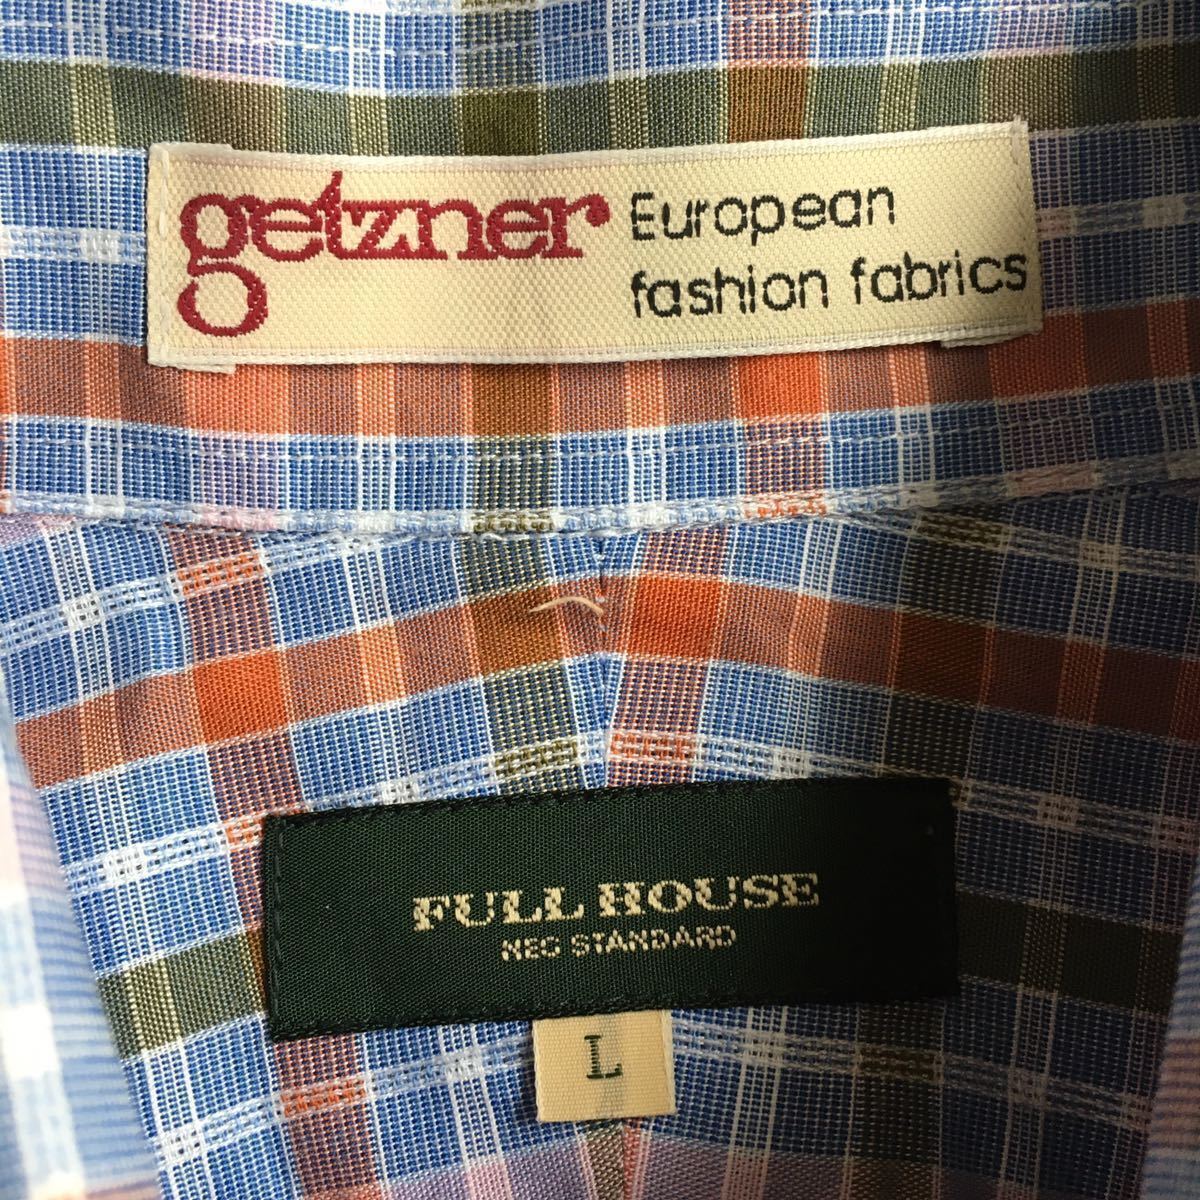 getzner
European
fashion fabrics
FULL HOUSE
NEO STANDARD
L